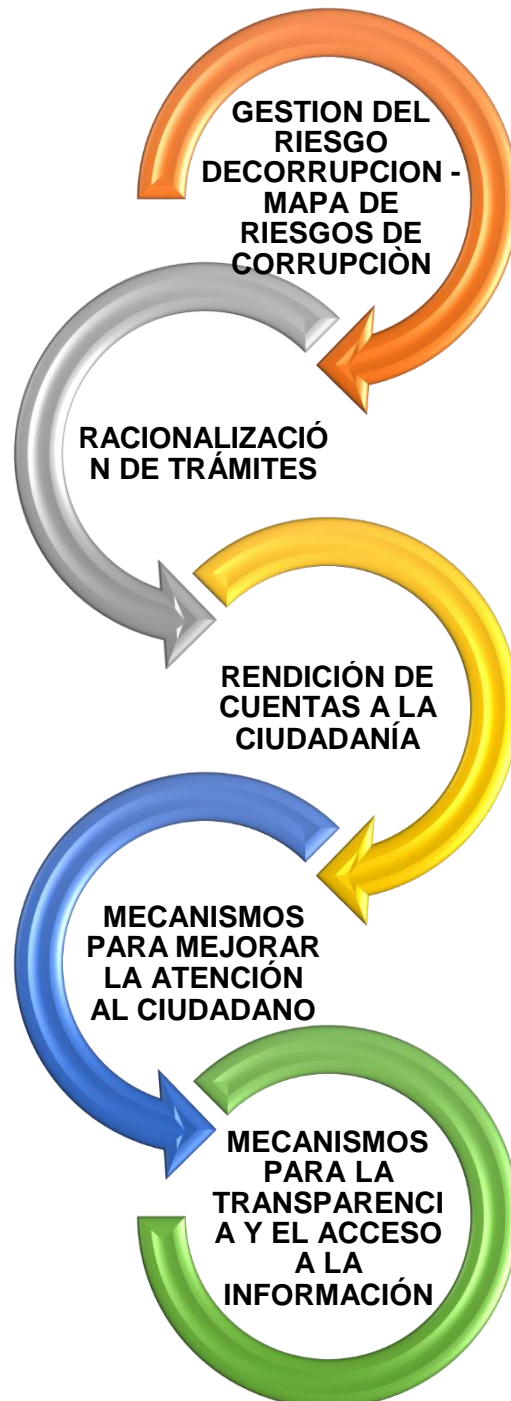 GESTION DEL
RIESGO
DECORRUPCION -
MAPA DE
RIESGOS DE
CORRUPCIÒN
RACIONALIZACIÓ
N DE TRÁMITES
RENDICIÓN DE
CUENTAS A LA
CIUDADANÍA
MECANISMOS
PARA MEJORAR
LA ATENCIÓN
AL CIUDADANO
MECANISMOS
PARA LA
TRANSPARENCI
A Y EL ACCESO
A LA
INFORMACIÓN